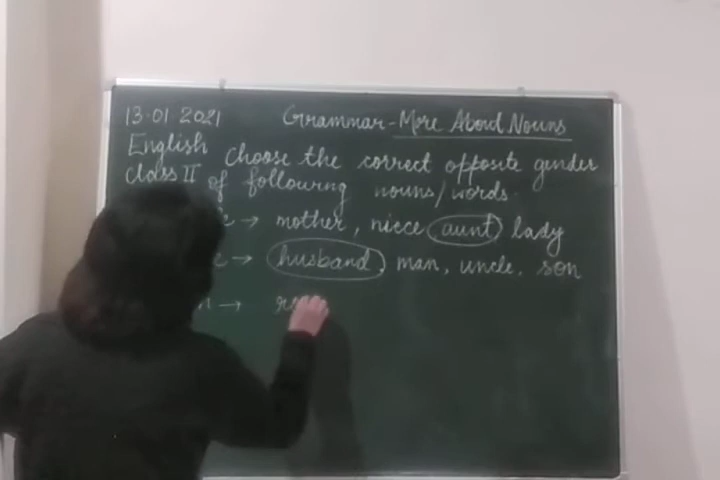 13.01.2021 Grammar - More About Nouns
English Choose the correct opposite gender
Class II of following nouns/words.
→ mother, niece aunt lady
→ husband, man, uncle. son
→